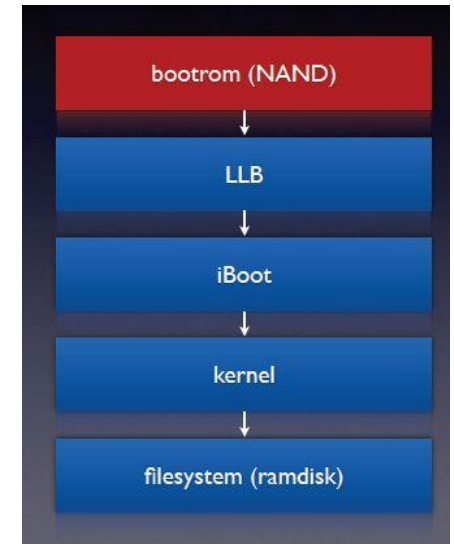 bootrom (NAND)
LLB
iBoot
kernel
filesystem (ramdisk)